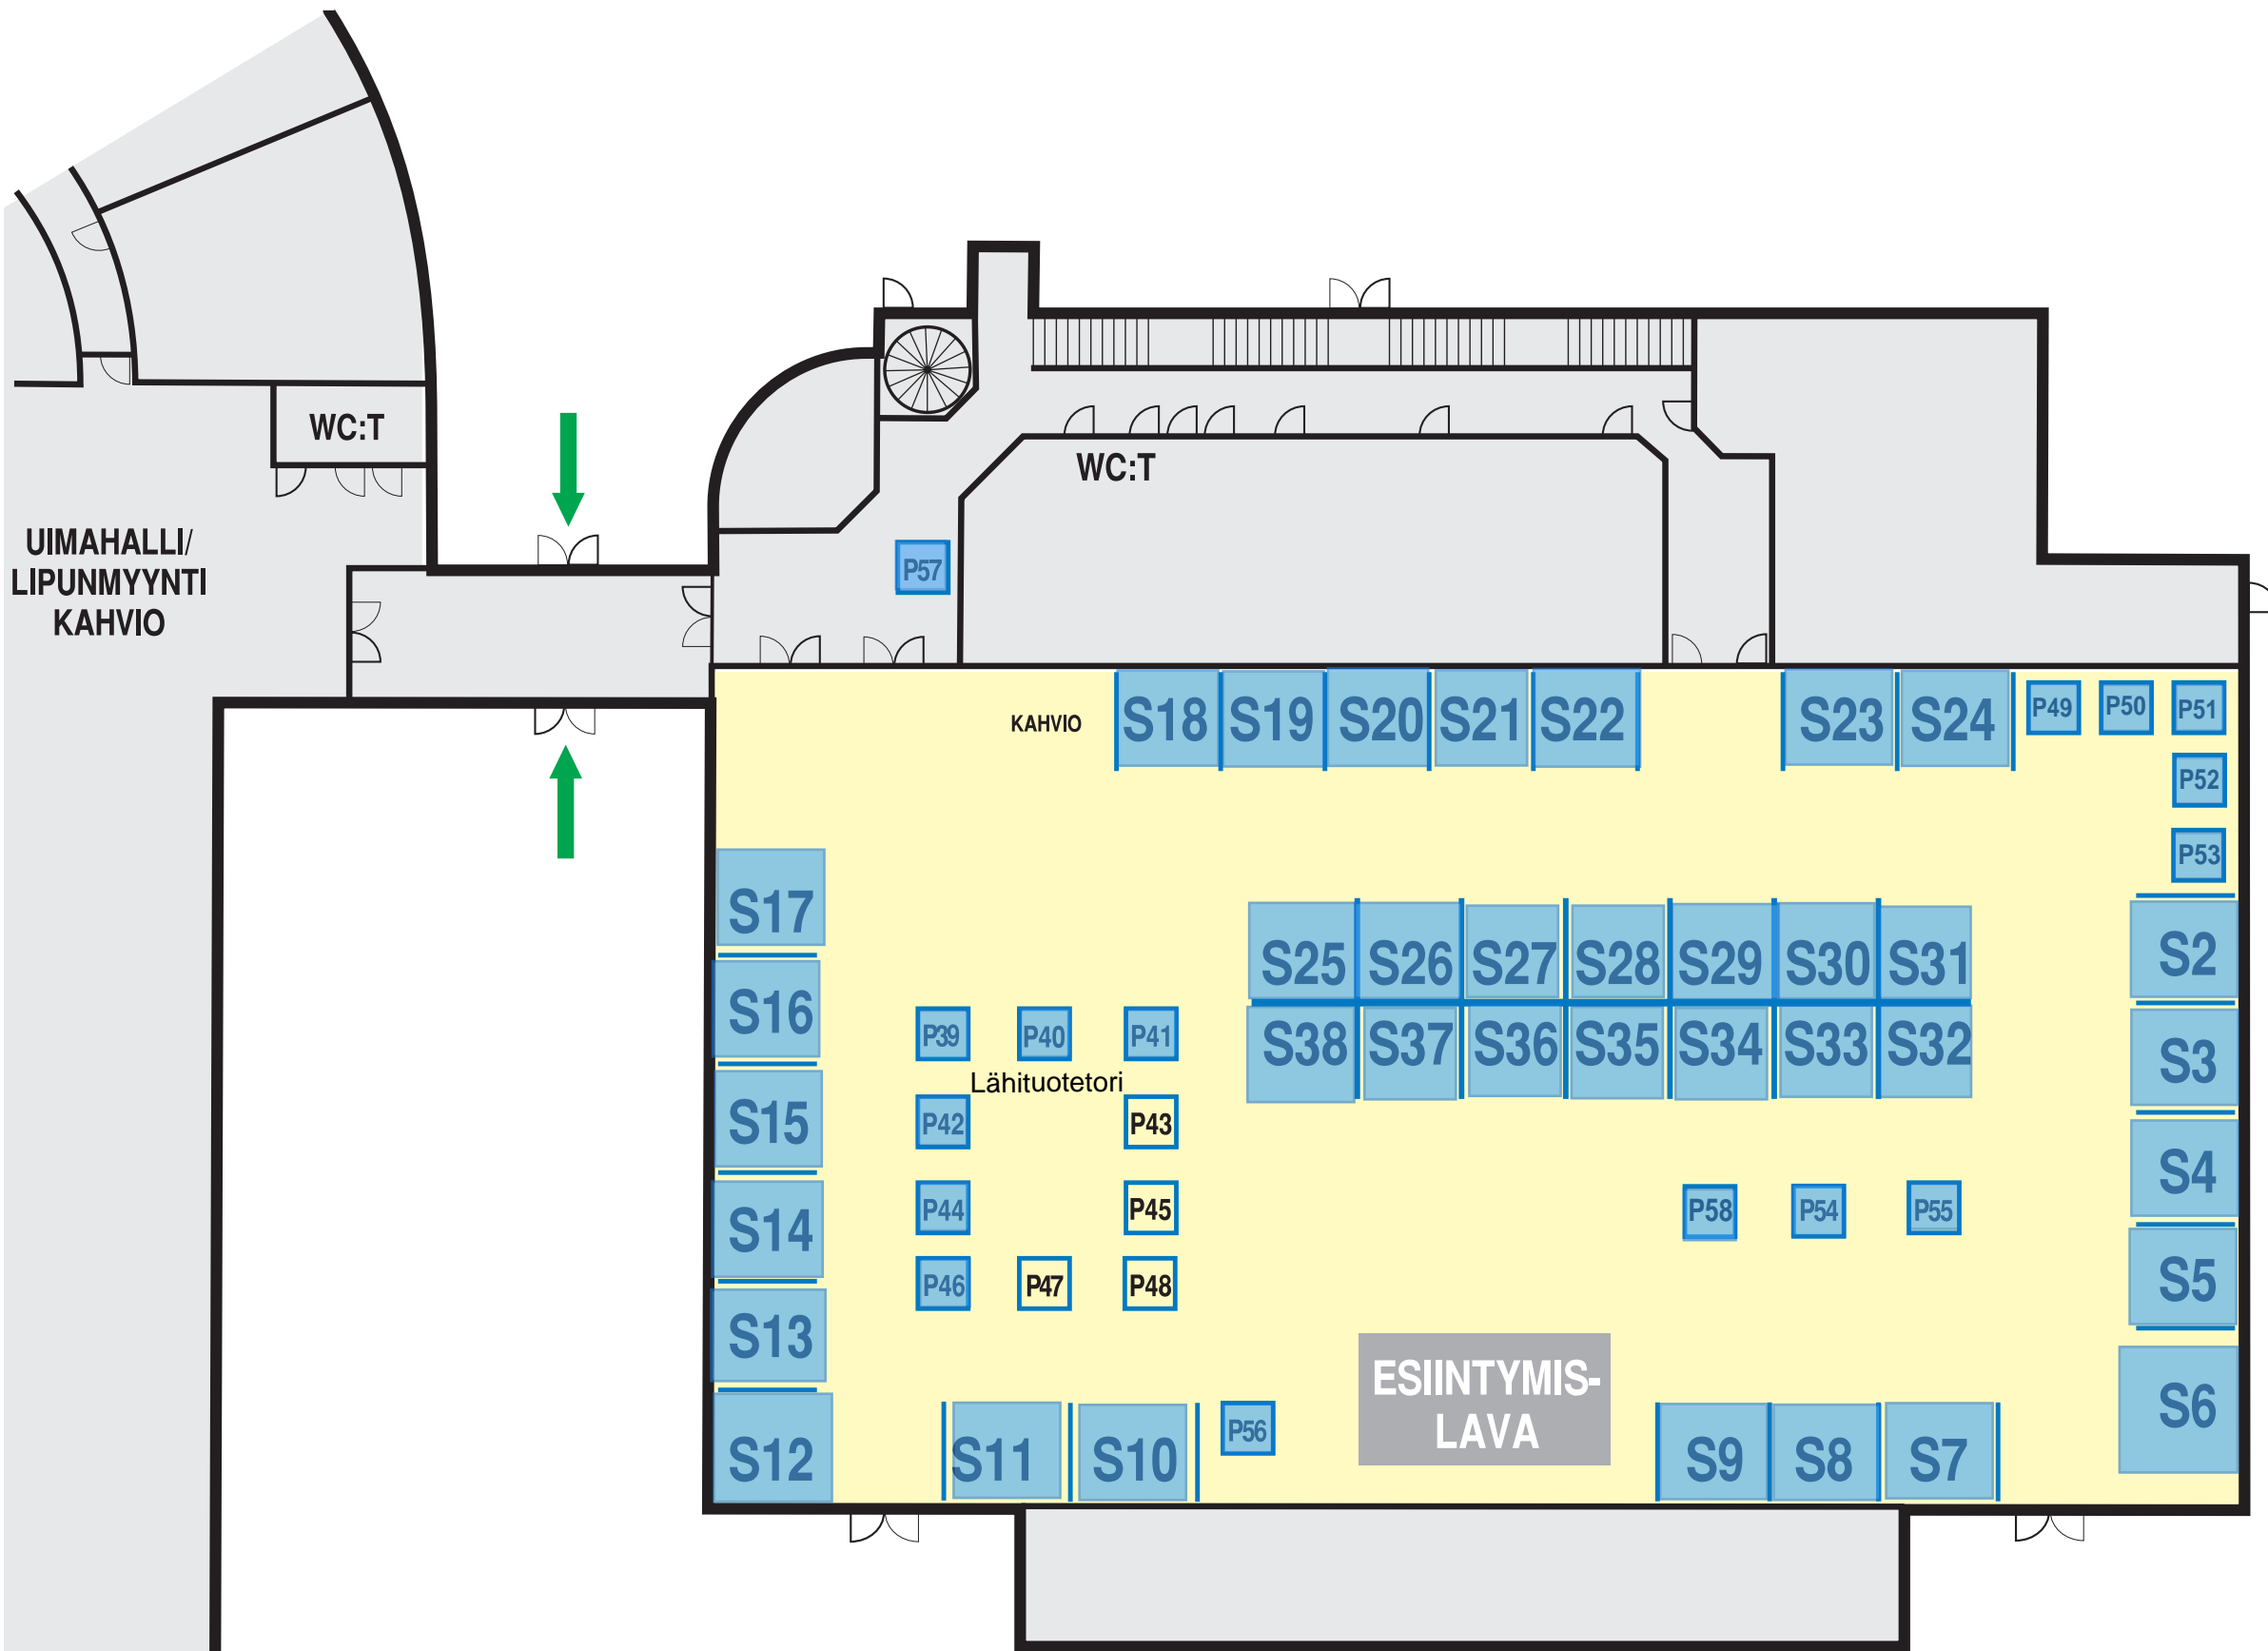 WC:T
WC:T
UIMAHALLI/
LIPUNMYYNTI
KAHVIO
P57
KAHVIO
S18 S19 S20 S21 S22 S23 S24 P49 P50 P51
P52
P53
S17
S2
S25 S26 S27 S28 S29 S30 S31
S16
P39 P40 P41
S38 S37 S36 S35 S34 S33 S32
S3
Lähituotetori
S15
P42 P43
S4
S14
P44 P45
P58 P54 P55
S5
P46 P47 P48
S13
ESIINTYMIS-
LAVA
S6
S12 S11 S10 P56 S9 S8 S7